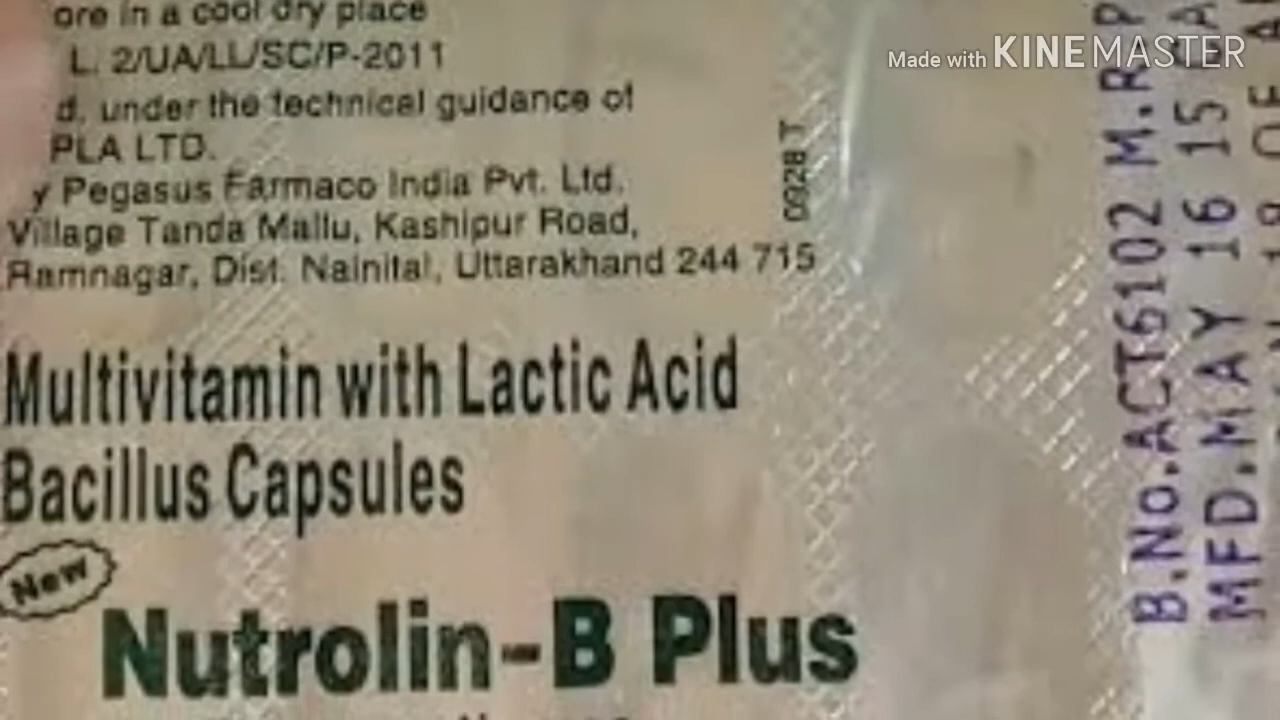 ore in a cool dry place
L. 2/UA/LL/SC/P-2011
d. under the technical guidance of
PLA LTD.
y Pegasus Farmaco India Pvt. Ltd.
Village Tanda Mallu, Kashipur Road,
Ramnagar, Dist. Nainital, Uttarakhand 244 715
0928 T
Multivitamin with Lactic Acid
Bacillus Capsules
New
Nutrolin-B Plus
B.No.ACT6102 M.R.P
MFD.MAY 16 15
Made with KINEMASTER